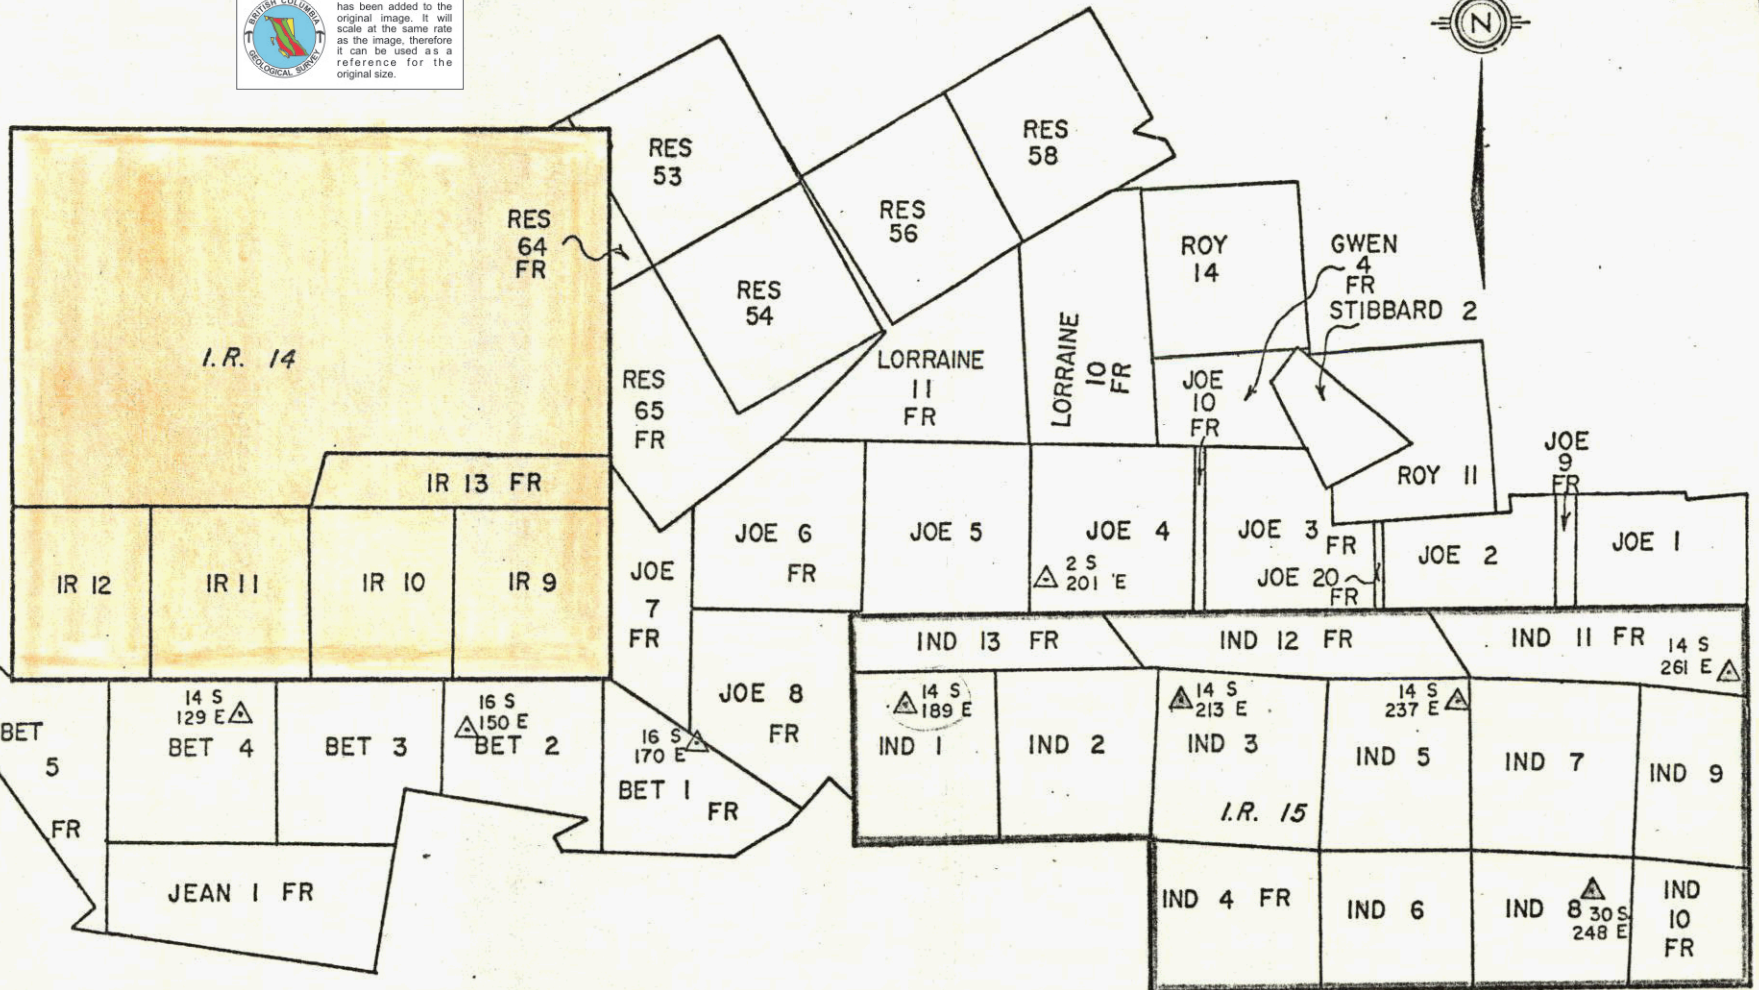 has been added to the
original image. It will
scale at the same rate
as the image, therefore
it can be used as a
reference for the
original size.
BRITISH COLUMBIA
GEOLOGICAL SURVEY
N
RES
53
RES
58
RES
56
RES
64
FR
RES
54
ROY
14
GWEN
4
FR
STIBBARD 2
I.R. 14
RES
65
FR
LORRAINE
11
FR
LORRAINE
10
FR
JOE
10
FR
ROY 11
JOE
9
FR
IR 13 FR
IR 12
IR 11
IR 10
IR 9
JOE
7
FR
JOE 6
FR
JOE 5
JOE 4
2 S
201 'E
JOE 3
FR
JOE 20
FR
JOE 2
JOE 1
IND 13 FR
IND 12 FR
IND 11 FR
14 S
261 E
BET
5
FR
14 S
129 E
BET 4
BET 3
16 S
150 E
BET 2
16 S
170 E
BET 1
FR
JOE 8
FR
14 S
189 E
IND 1
IND 2
14 S
213 E
IND 3
14 S
237 E
IND 5
IND 7
IND 9
I.R. 15
JEAN 1 FR
IND 4 FR
IND 6
IND 8
30 S
248 E
IND
10
FR